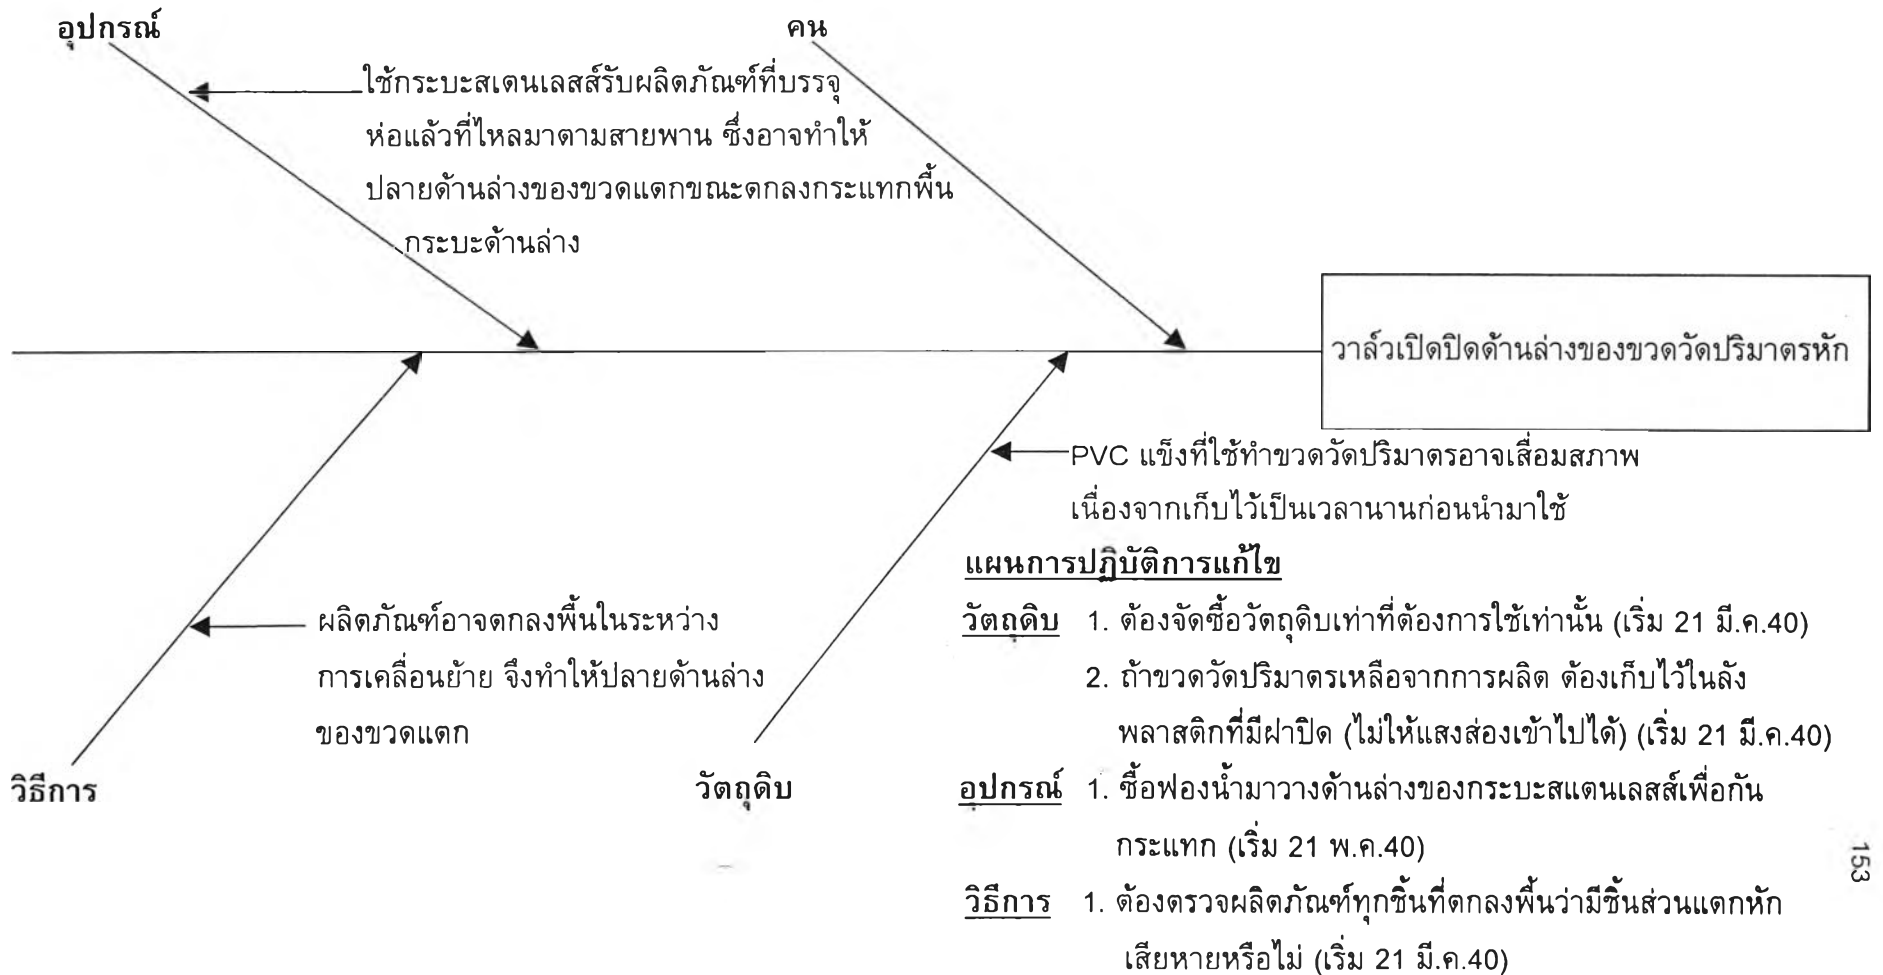 อุปกรณ์
คน
ใช้กระบะสเตนเลสส์รับผลิตภัณฑ์ที่บรรจุ
ห่อแล้วที่ไหลมาตามสายพาน ซึ่งอาจทำให้
ปลายด้านล่างของขวดแตกขณะตกลงกระแทกพื้น
กระบะด้านล่าง
วาล์วเปิดปิดด้านล่างของขวดวัดปริมาตรหัก
PVC แข็งที่ใช้ทำขวดวัดปริมาตรอาจเสื่อมสภาพ
เนื่องจากเก็บไว้เป็นเวลานานก่อนนำมาใช้
ผลิตภัณฑ์อาจตกลงพื้นในระหว่าง
การเคลื่อนย้าย จึงทำให้ปลายด้านล่าง
ของขวดแตก
วิธีการ
วัตถุดิบ
แผนการปฏิบัติการแก้ไข
วัตถุดิบ 1. ต้องจัดซื้อวัตถุดิบเท่าที่ต้องการใช้เท่านั้น (เริ่ม 21 มี.ค.40)
2. ถ้าขวดวัดปริมาตรเหลือจากการผลิต ต้องเก็บไว้ในลัง
พลาสติกที่มีฝาปิด (ไม่ให้แสงส่องเข้าไปได้) (เริ่ม 21 มี.ค.40)
อุปกรณ์ 1. ซื้อฟองน้ำมาวางด้านล่างของกระบะสแตนเลสส์เพื่อกัน
กระแทก (เริ่ม 21 พ.ค.40)
วิธีการ 1. ต้องตรวจผลิตภัณฑ์ทุกชิ้นที่ตกลงพื้นว่ามีชิ้นส่วนแตกหัก
เสียหายหรือไม่ (เริ่ม 21 มี.ค.40)
153